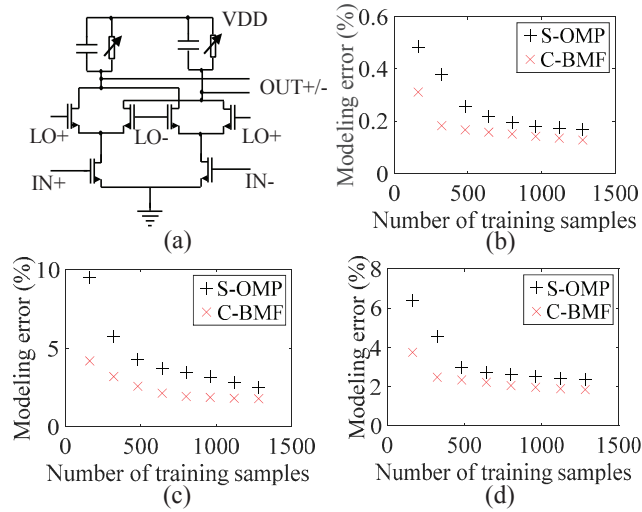 VDD
OUT+/-
LO+
LO-
LO+
IN+
IN-
(a)
Modeling error (%)
0.6
0.4
0.2
0
S-OMP
C-BMF
0
500
1000
1500
Number of training samples
(b)
Modeling error (%)
10
5
0
S-OMP
C-BMF
0
500
1000
1500
Number of training samples
(c)
Modeling error (%)
8
6
4
2
0
S-OMP
C-BMF
0
500
1000
1500
Number of training samples
(d)